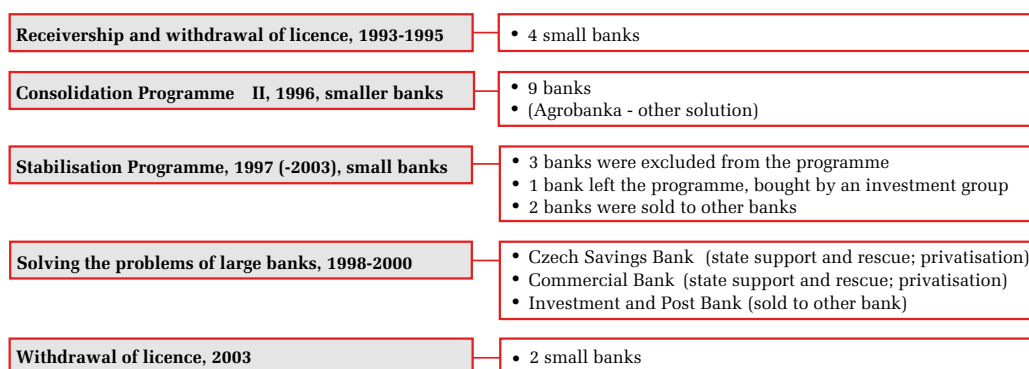 Receivership and withdrawal of licence, 1993-1995
• 4 small banks
Consolidation Programme II, 1996, smaller banks
• 9 banks
• (Agrobanka - other solution)
Stabilisation Programme, 1997 (-2003), small banks
• 3 banks were excluded from the programme
• 1 bank left the programme, bought by an investment group
• 2 banks were sold to other banks
Solving the problems of large banks, 1998-2000
• Czech Savings Bank (state support and rescue; privatisation)
• Commercial Bank (state support and rescue; privatisation)
• Investment and Post Bank (sold to other bank)
Withdrawal of licence, 2003
• 2 small banks